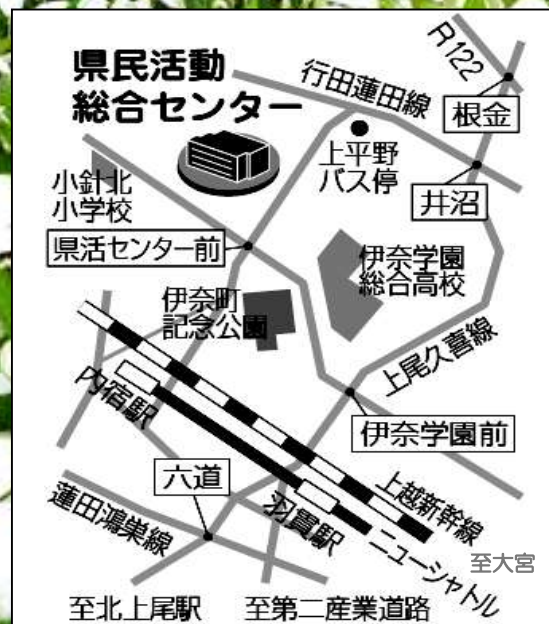 県民活動
総合センター
行田蓮田線
R122
根金
上平野
バス停
井沼
小針北
小学校
県活センター前
伊奈学園
総合高校
伊奈町
記念公園
上尾久喜線
内宿駅
伊奈学園前
六道
羽貫駅
上越新幹線
蓮田鴻巣線
ニューシャトル
至大宮
至北上尾駅
至第二産業道路